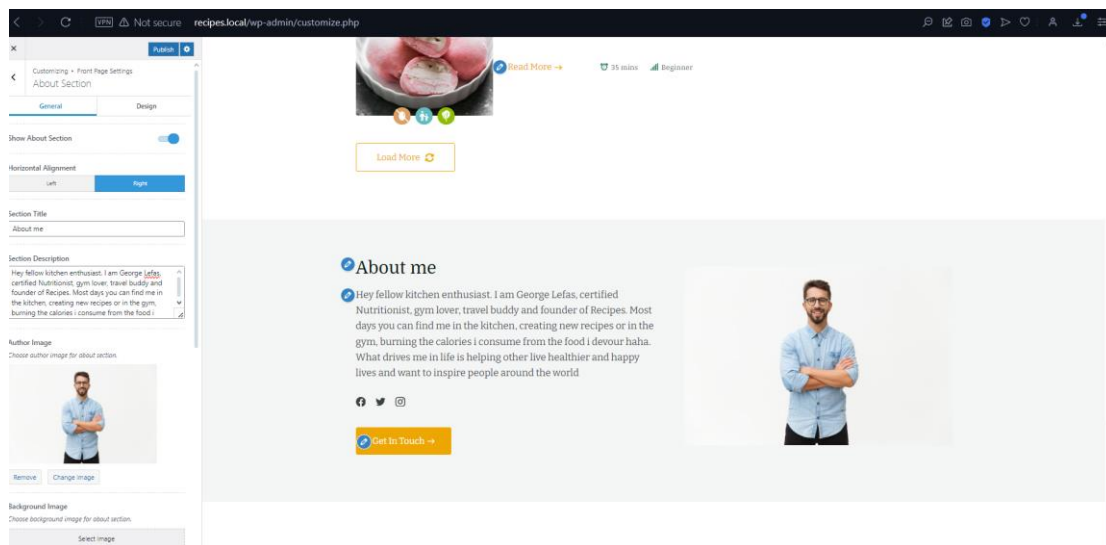 VPN Not secure recipes.local/wp-admin/customize.php
Publish
Customizing • Front Page Settings
About Section
General Design
Show About Section
Horizontal Alignment
Left Right
Section Title
About me
Section Description
Hey fellow kitchen enthusiast. I am George Lefas,
certified Nutritionist, gym lover, travel buddy and
founder of Recipes. Most days you can find me in
the kitchen, creating new recipes or in the gym,
burning the calories i consume from the food i
Author Image
Choose author image for about section.
Remove Change image
Background Image
Choose background image for about section.
Select image
Read More → 35 mins Beginner
Load More
About me
Hey fellow kitchen enthusiast. I am George Lefas, certified
Nutritionist, gym lover, travel buddy and founder of Recipes. Most
days you can find me in the kitchen, creating new recipes or in the
gym, burning the calories i consume from the food i devour haha.
What drives me in life is helping other live healthier and happy
lives and want to inspire people around the world
Get In Touch →